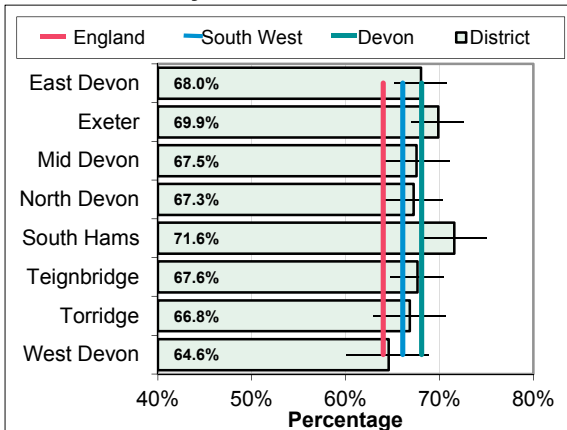 England South West Devon District
East Devon 68.0%
Exeter 69.9%
Mid Devon 67.5%
North Devon 67.3%
South Hams 71.6%
Teignbridge 67.6%
Torridge 66.8%
West Devon 64.6%
40% 50% 60% 70% 80%
Percentage